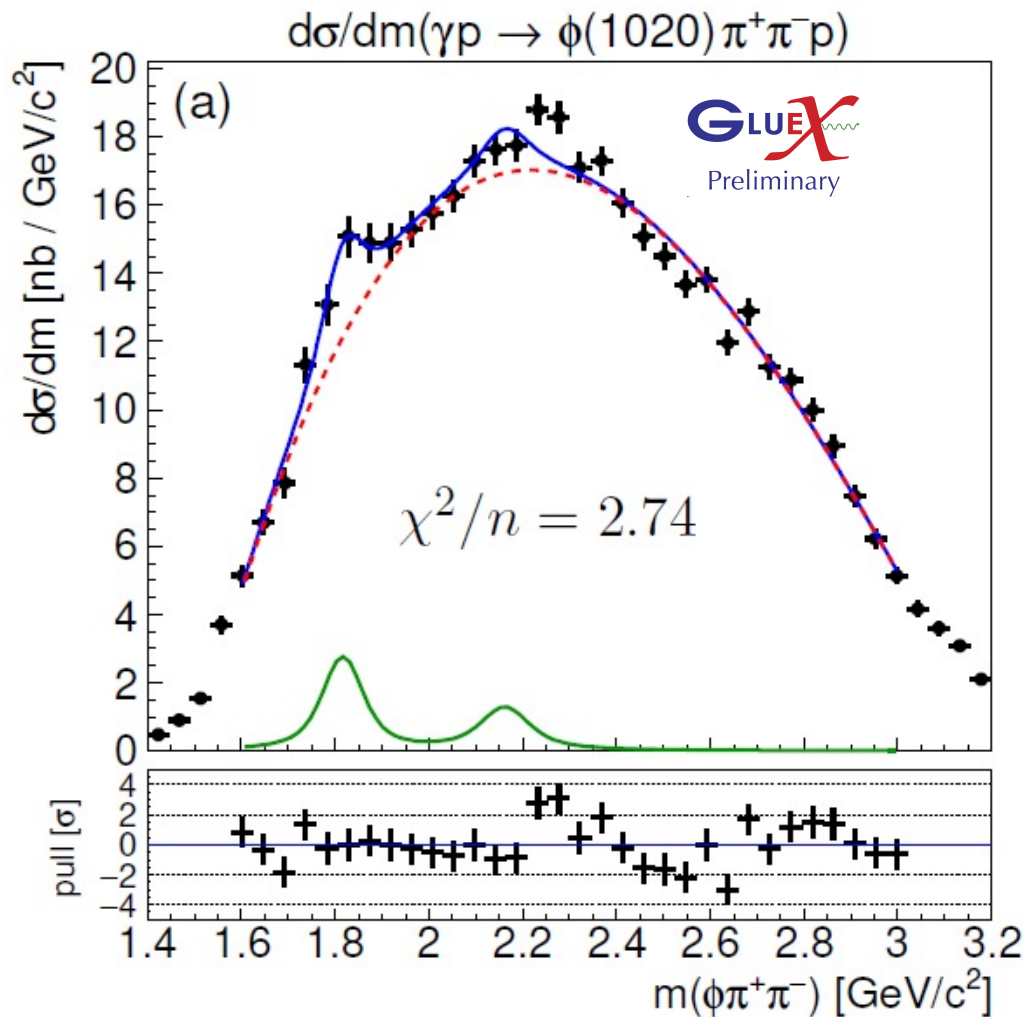 dσ/dm(γp → ϕ(1020) π⁺π⁻p)
dσ/dm [nb / GeV/c²]
20
18
16
14
12
10
8
6
4
2
0
(a)
GLUEX
Preliminary
χ²/n = 2.74
pull [σ]
4
2
0
−2
−4
1.4 1.6 1.8 2 2.2 2.4 2.6 2.8 3 3.2
m(ϕπ⁺π⁻) [GeV/c²]